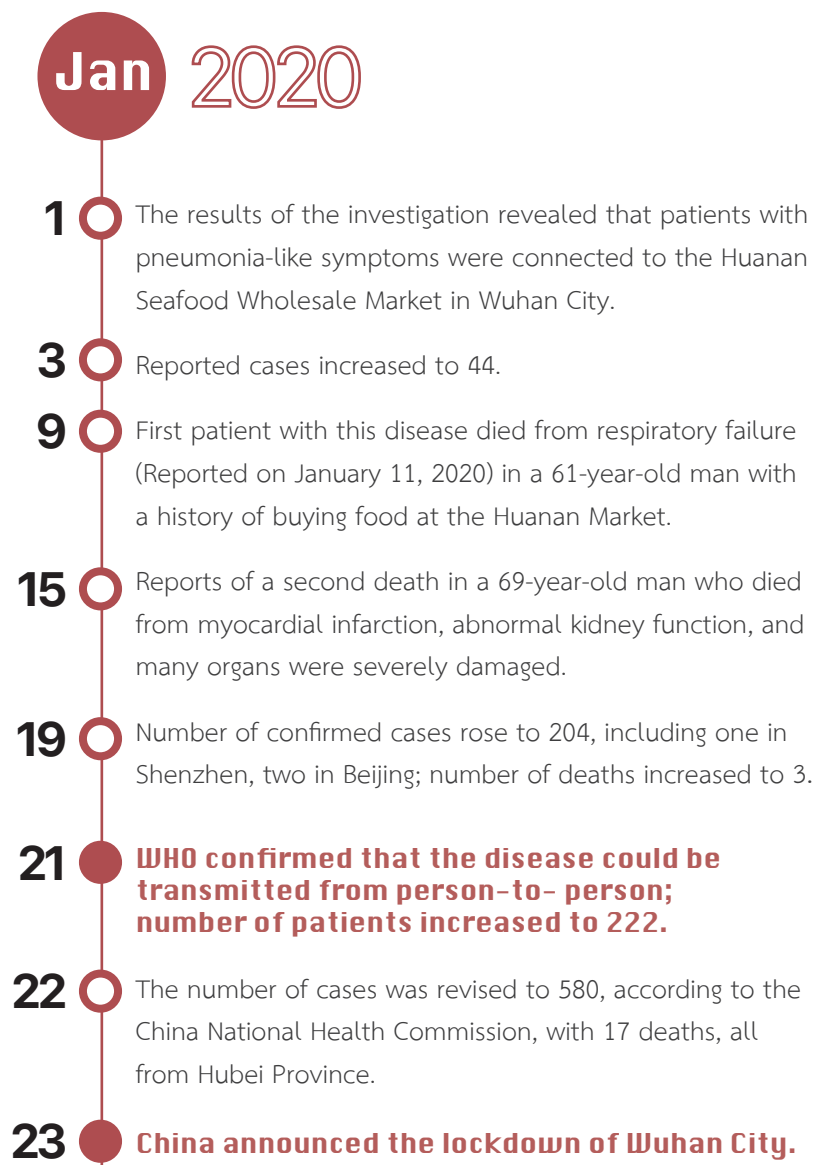 Jan 2020
1 The results of the investigation revealed that patients with
pneumonia-like symptoms were connected to the Huanan
Seafood Wholesale Market in Wuhan City.
3 Reported cases increased to 44.
9 First patient with this disease died from respiratory failure
(Reported on January 11, 2020) in a 61-year-old man with
a history of buying food at the Huanan Market.
15 Reports of a second death in a 69-year-old man who died
from myocardial infarction, abnormal kidney function, and
many organs were severely damaged.
19 Number of confirmed cases rose to 204, including one in
Shenzhen, two in Beijing; number of deaths increased to 3.
21 WHO confirmed that the disease could be
transmitted from person-to- person;
number of patients increased to 222.
22 The number of cases was revised to 580, according to the
China National Health Commission, with 17 deaths, all
from Hubei Province.
23 China announced the lockdown of Wuhan City.